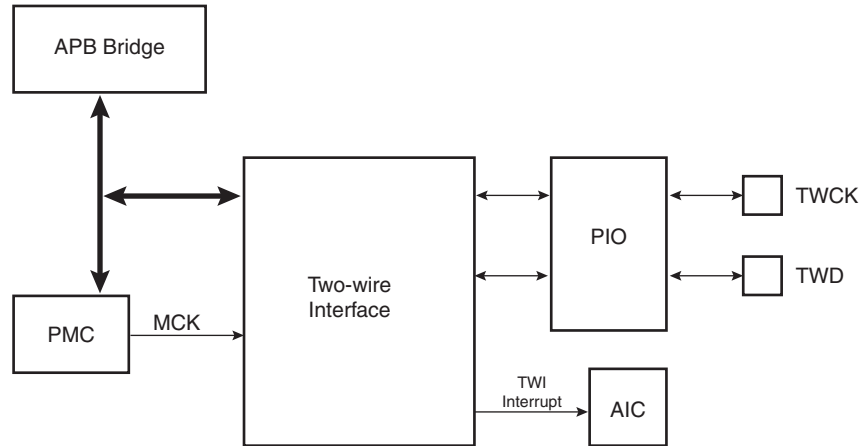 APB Bridge
TWCK
PIO
Two-wire
Interface
TWD
MCK
PMC
TWI
Interrupt
AIC